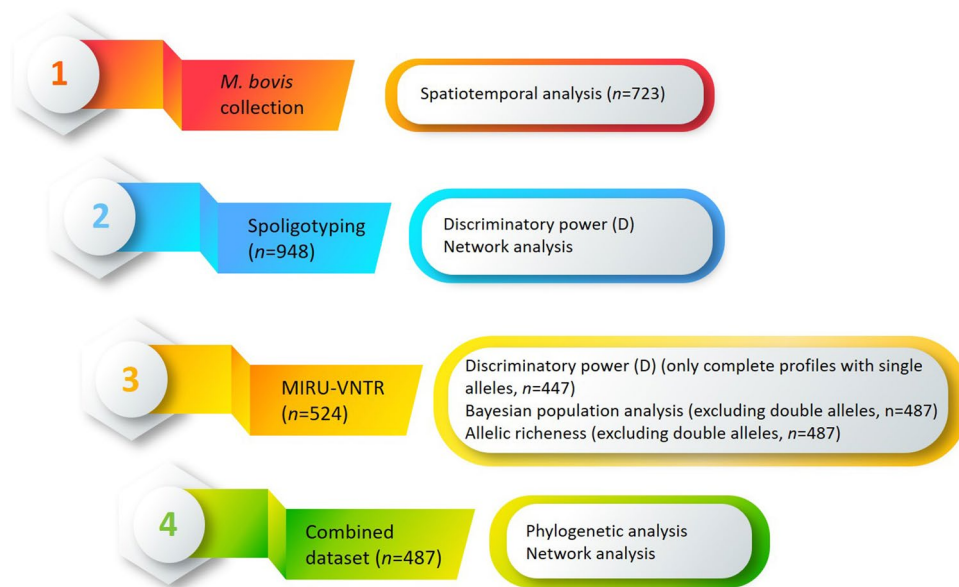 1
M. bovis
collection
Spatiotemporal analysis (n=723)
2
Spoligotyping
(n=948)
Discriminatory power (D)
Network analysis
3
MIRU-VNTR
(n=524)
Discriminatory power (D) (only complete profiles with single
alleles, n=447)
Bayesian population analysis (excluding double alleles, n=487)
Allelic richeness (excluding double alleles, n=487)
4
Combined
dataset (n=487)
Phylogenetic analysis
Network analysis